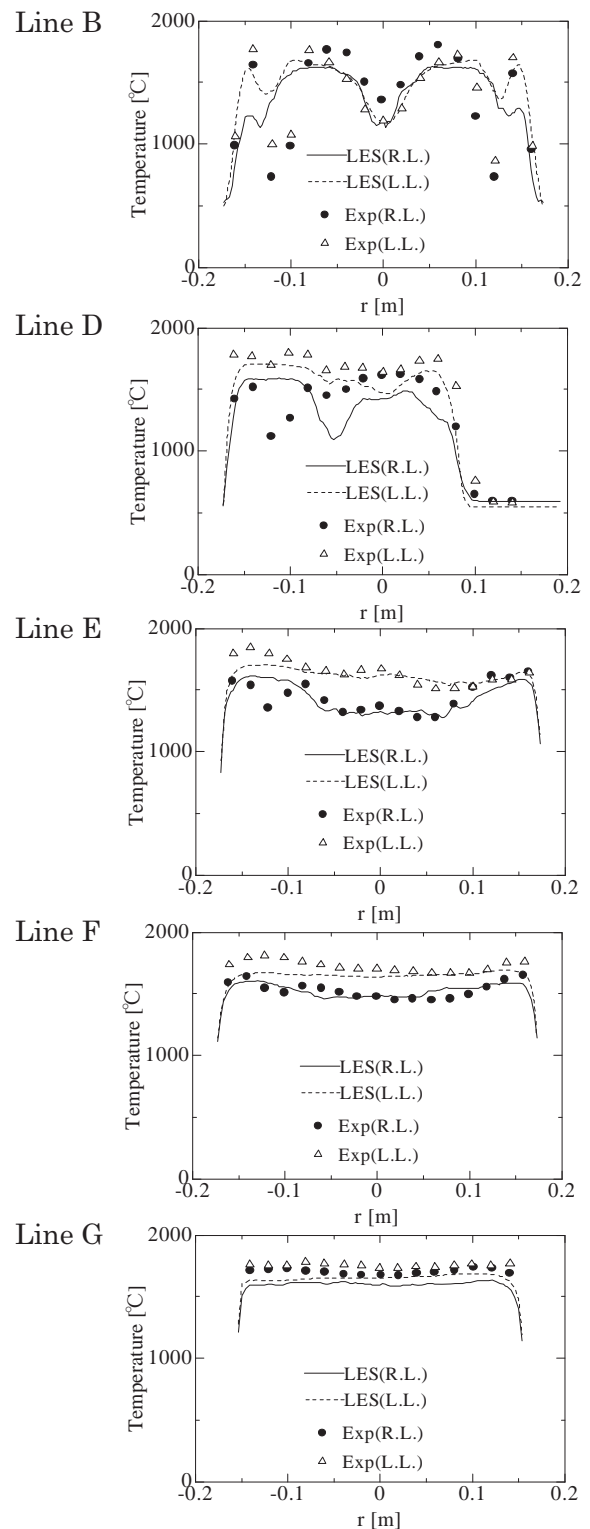 Line B
Temperature [℃]
2000
1000
0
LES(R.L.)
LES(L.L.)
Exp(R.L.)
Exp(L.L.)
-0.2
-0.1
0
0.1
0.2
r [m]
Line D
Temperature [℃]
2000
1000
0
LES(R.L.)
LES(L.L.)
Exp(R.L.)
Exp(L.L.)
-0.2
-0.1
0
0.1
0.2
r [m]
Line E
Temperature [℃]
2000
1000
0
LES(R.L.)
LES(L.L.)
Exp(R.L.)
Exp(L.L.)
-0.2
-0.1
0
0.1
0.2
r [m]
Line F
Temperature [℃]
2000
1000
0
LES(R.L.)
LES(L.L.)
Exp(R.L.)
Exp(L.L.)
-0.2
-0.1
0
0.1
0.2
r [m]
Line G
Temperature [℃]
2000
1000
0
LES(R.L.)
LES(L.L.)
Exp(R.L.)
Exp(L.L.)
-0.2
-0.1
0
0.1
0.2
r [m]